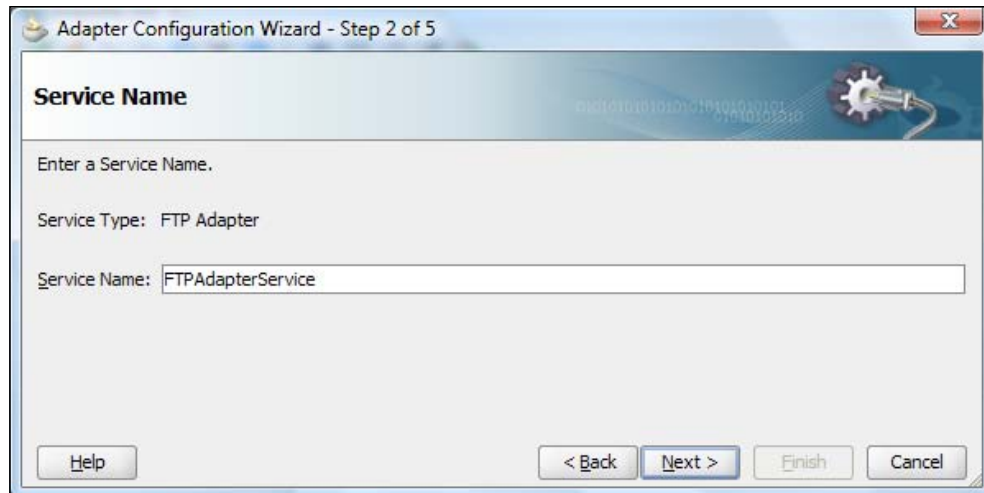 Adapter Configuration Wizard - Step 2 of 5
Service Name
Enter a Service Name.
Service Type: FTP Adapter
Service Name: FTPAdapterService
Help
< Back
Next >
Finish
Cancel